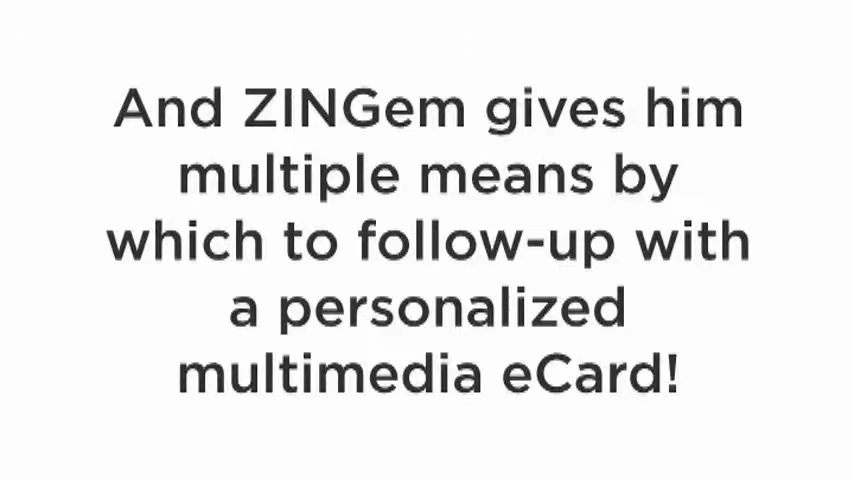 And ZINGem gives him
multiple means by
which to follow-up with
a personalized
multimedia eCard!